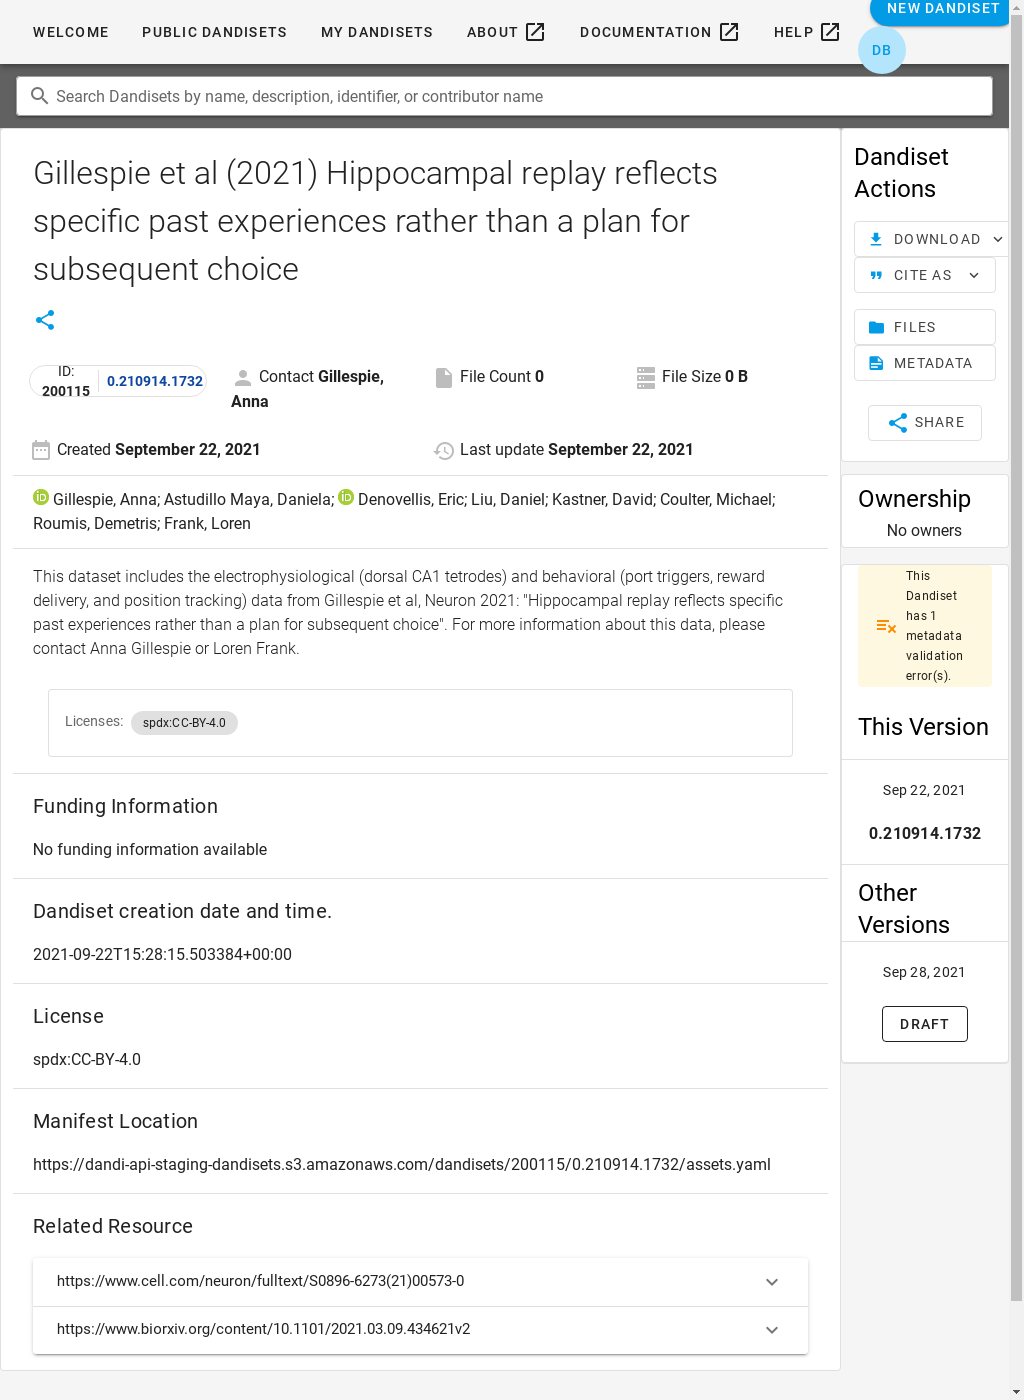 WELCOME
PUBLIC DANDISETS
MY DANDISETS
ABOUT
DOCUMENTATION
HELP
NEW DANDISET
DB
Search Dandisets by name, description, identifier, or contributor name
Gillespie et al (2021) Hippocampal replay reflects
specific past experiences rather than a plan for
subsequent choice
ID:
200115
0.210914.1732
Contact Gillespie,
Anna
File Count 0
File Size 0 B
Created September 22, 2021
Last update September 22, 2021
Gillespie, Anna; Astudillo Maya, Daniela; iD Denovellis, Eric; Liu, Daniel; Kastner, David; Coulter, Michael;
Roumis, Demetris; Frank, Loren
This dataset includes the electrophysiological (dorsal CA1 tetrodes) and behavioral (port triggers, reward
delivery, and position tracking) data from Gillespie et al, Neuron 2021: "Hippocampal replay reflects specific
past experiences rather than a plan for subsequent choice". For more information about this data, please
contact Anna Gillespie or Loren Frank.
Licenses:
spdx:CC-BY-4.0
Funding Information
No funding information available
Dandiset creation date and time.
2021-09-22T15:28:15.503384+00:00
License
spdx:CC-BY-4.0
Manifest Location
https://dandi-api-staging-dandisets.s3.amazonaws.com/dandisets/200115/0.210914.1732/assets.yaml
Related Resource
https://www.cell.com/neuron/fulltext/S0896-6273(21)00573-0
https://www.biorxiv.org/content/10.1101/2021.03.09.434621v2
Dandiset
Actions
DOWNLOAD
CITE AS
FILES
METADATA
SHARE
Ownership
No owners
This
Dandiset
has 1
metadata
validation
error(s).
This Version
Sep 22, 2021
0.210914.1732
Other
Versions
Sep 28, 2021
DRAFT